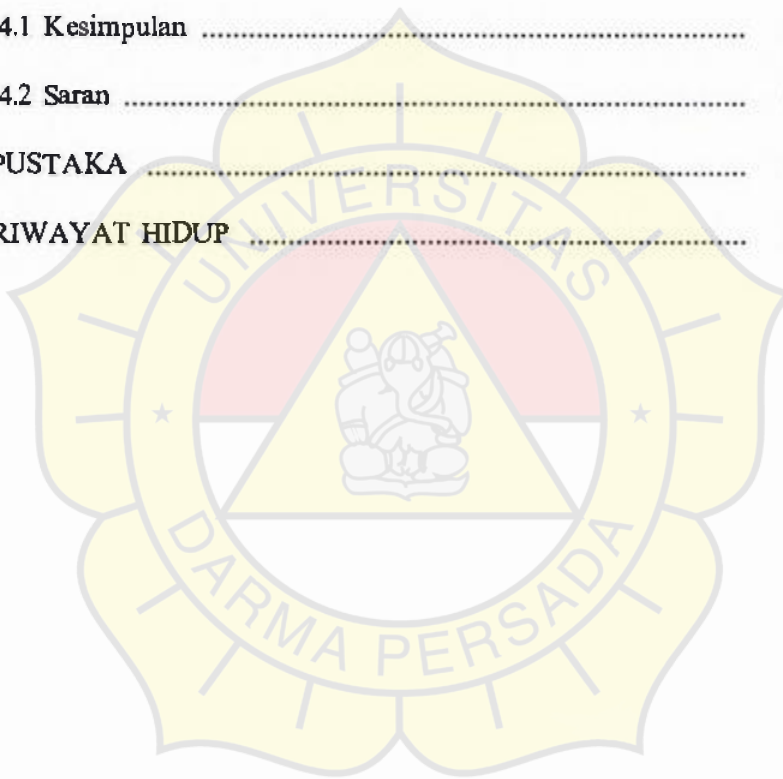 4.1 Kesimpulan ........................................................................
4.2 Saran ........................................................................
PUSTAKA ........................................................................
RIWAYAT HIDUP ........................................................................
UNIVERSITAS
DARMA PERSADA